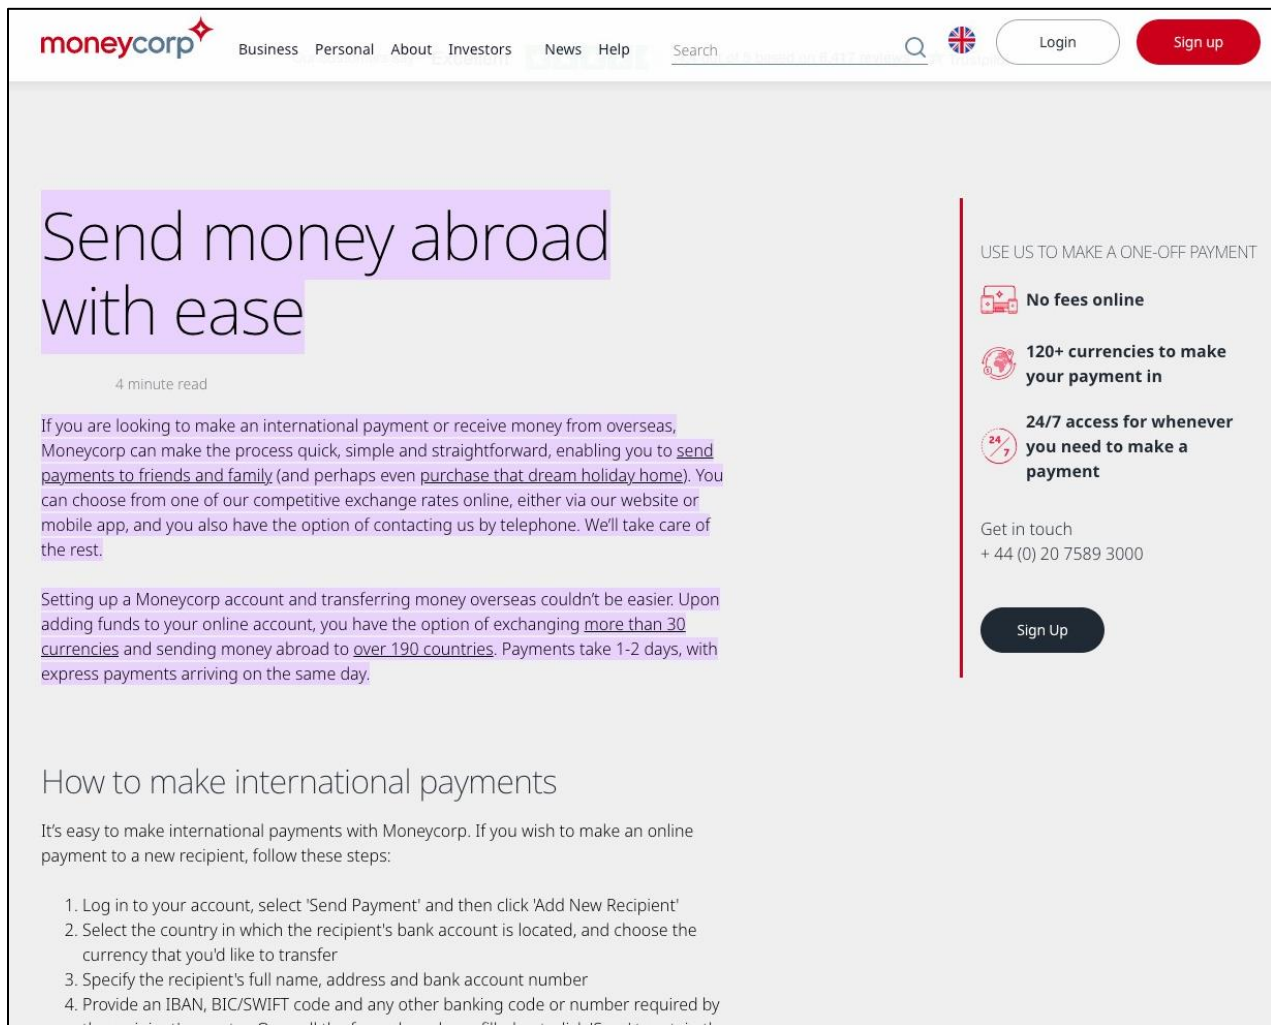 moneycorp
Business Personal About Investors News Help Search Login Sign up
Send money abroad
with ease
4 minute read
If you are looking to make an international payment or receive money from overseas,
Moneycorp can make the process quick, simple and straightforward, enabling you to send
payments to friends and family (and perhaps even purchase that dream holiday home). You
can choose from one of our competitive exchange rates online, either via our website or
mobile app, and you also have the option of contacting us by telephone. We’ll take care of
the rest.
Setting up a Moneycorp account and transferring money overseas couldn’t be easier. Upon
adding funds to your online account, you have the option of exchanging more than 30
currencies and sending money abroad to over 190 countries. Payments take 1-2 days, with
express payments arriving on the same day.
How to make international payments
It’s easy to make international payments with Moneycorp. If you wish to make an online
payment to a new recipient, follow these steps:
1. Log in to your account, select 'Send Payment' and then click 'Add New Recipient'
2. Select the country in which the recipient's bank account is located, and choose the
currency that you'd like to transfer
3. Specify the recipient's full name, address and bank account number
4. Provide an IBAN, BIC/SWIFT code and any other banking code or number required by
USE US TO MAKE A ONE-OFF PAYMENT
No fees online
120+ currencies to make
your payment in
24/7
24/7 access for whenever
you need to make a
payment
Get in touch
+ 44 (0) 20 7589 3000
Sign Up